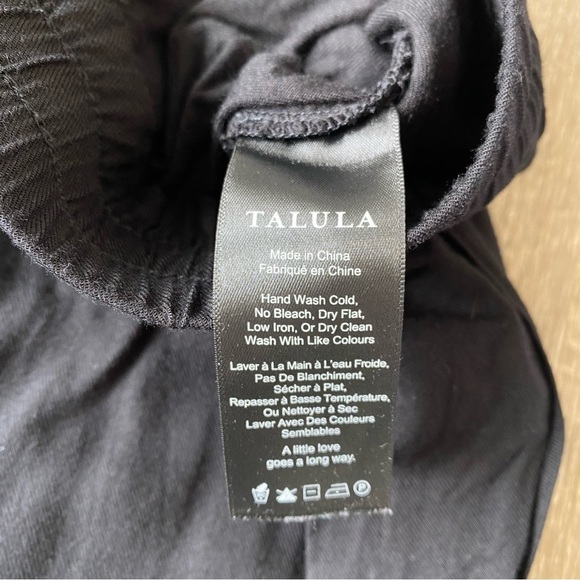 TALULA
Made in China
Fabriqué en Chine
Hand Wash Cold,
No Bleach, Dry Flat,
Low Iron, Or Dry Clean
Wash With Like Colours
Laver à La Main à L'eau Froide,
Pas De Blanchiment,
Sécher à Plat,
Repasser à Basse Température,
Ou Nettoyer à Sec
Laver Avec Des Couleurs
Semblables
A little love
goes a long way.
P